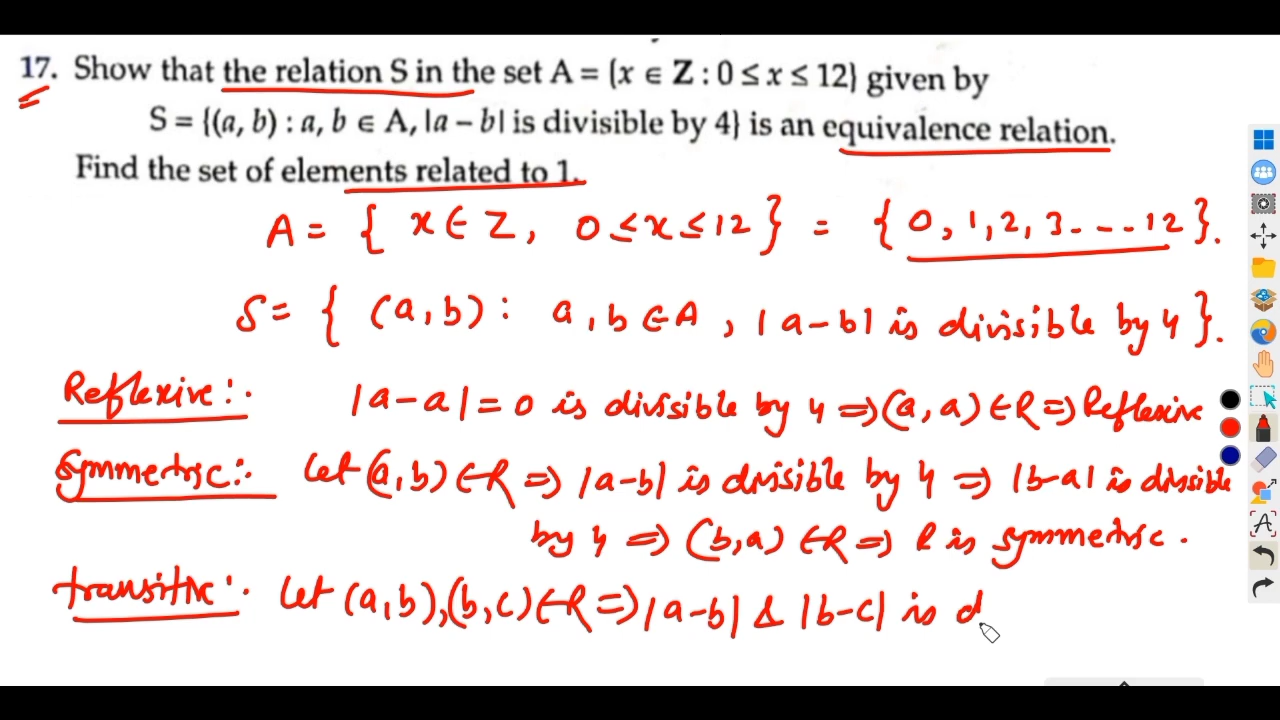 17. Show that the relation S in the set A = {x ∈ Z : 0 ≤ x ≤ 12} given by
S = {(a, b) : a, b ∈ A, |a – b| is divisible by 4} is an equivalence relation.
Find the set of elements related to 1.
A = { x ∈ Z, 0 ≤ x ≤ 12 } = { 0, 1, 2, 3 - - - - 12 }.
S = { (a, b) : a, b ∈ A, |a-b| is divisible by 4 }.
Reflexive :. |a-a| = 0 is divisible by 4 ⇒ (a, a) ∈ R ⇒ Reflexive
Symmetric :. Let (a, b) ∈ R ⇒ |a-b| is divisible by 4 ⇒ |b-a| is divisible
by 4 ⇒ (b, a) ∈ R ⇒ R is symmetric.
transitive :. Let (a, b), (b, c) ∈ R ⇒ |a-b| & |b-c| is d